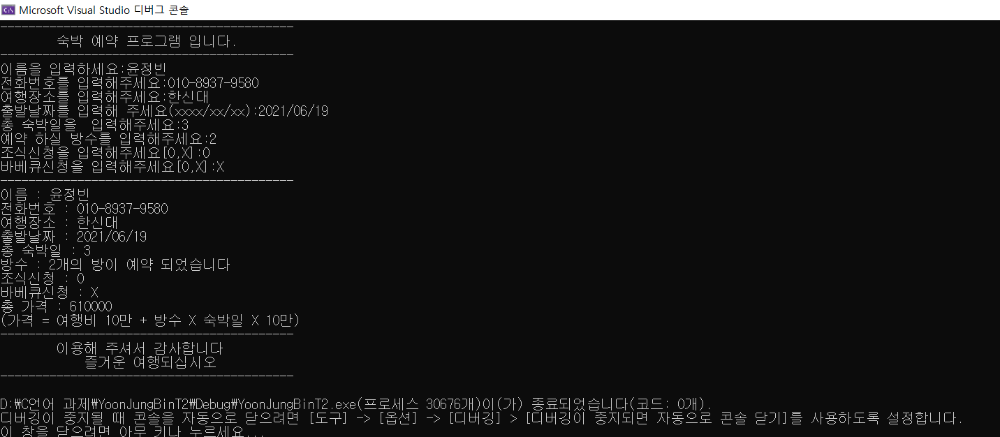 Microsoft Visual Studio 디버그 콘솔
------------------------------------------
숙박 예약 프로그램 입니다.
------------------------------------------
이름을 입력하세요:윤정빈
전화번호를 입력해주세요:010-8937-9580
여행장소를 입력해주세요:한신대
출발날짜를 입력해 주세요(xxxx/xx/xx):2021/06/19
총 숙박일을  입력해주세요:3
예약 하실 방수를 입력해주세요:2
조식신청을 입력해주세요[O,X]:O
바베큐신청을 입력해주세요[O,X]:X
------------------------------------------
이름 : 윤정빈
전화번호 : 010-8937-9580
여행장소 : 한신대
출발날짜 : 2021/06/19
총 숙박일 : 3
방수 : 2개의 방이 예약 되었습니다
조식신청 : O
바베큐신청 : X
총 가격 : 610000
(가격 = 여행비 10만 + 방수 X 숙박일 X 10만)
------------------------------------------
이용해 주셔서 감사합니다
즐거운 여행되십시오
------------------------------------------
D:\C언어 과제\YoonJungBinT2\Debug\YoonJungBinT2.exe(프로세스 30676개)이(가) 종료되었습니다(코드: 0개).
디버깅이 중지될 때 콘솔을 자동으로 닫으려면 [도구] -> [옵션] -> [디버깅] > [디버깅이 중지되면 자동으로 콘솔 닫기]를 사용하도록 설정합니다.
이 창을 닫으려면 아무 키나 누르세요...